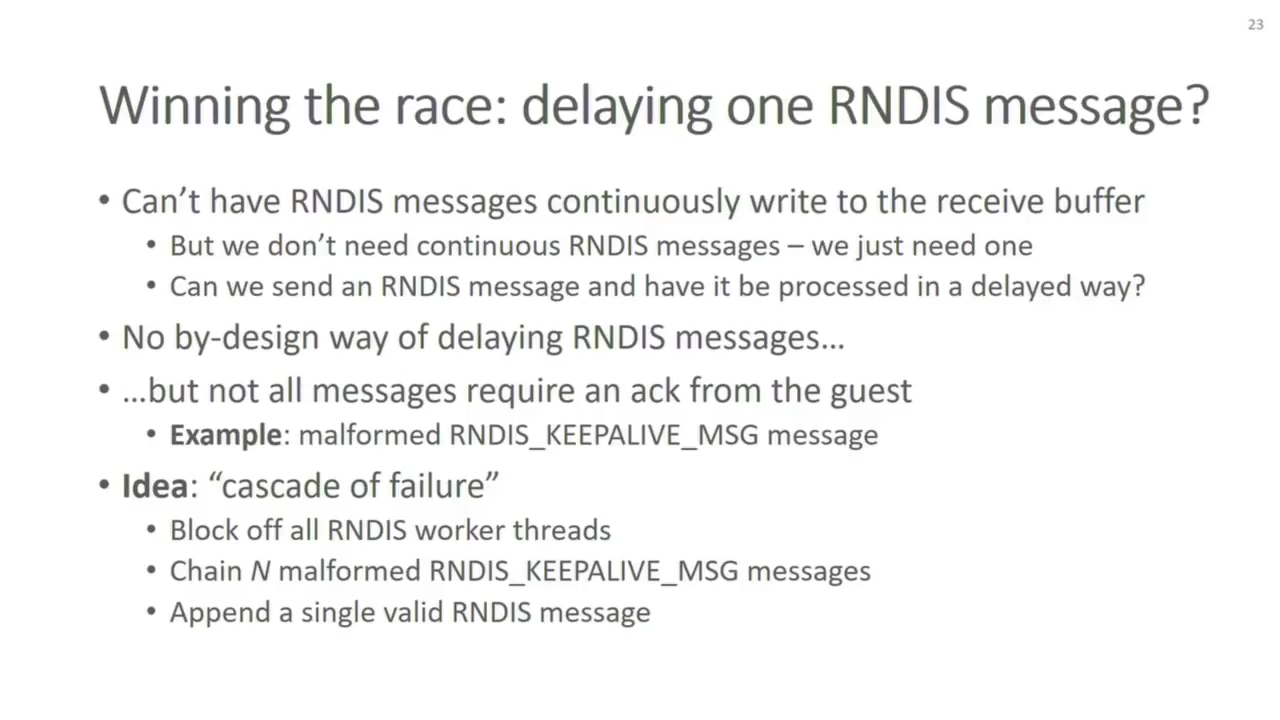 23
Winning the race: delaying one RNDIS message?
• Can’t have RNDIS messages continuously write to the receive buffer
• But we don’t need continuous RNDIS messages – we just need one
• Can we send an RNDIS message and have it be processed in a delayed way?
• No by-design way of delaying RNDIS messages…
• …but not all messages require an ack from the guest
• Example: malformed RNDIS_KEEPALIVE_MSG message
• Idea: “cascade of failure”
• Block off all RNDIS worker threads
• Chain N malformed RNDIS_KEEPALIVE_MSG messages
• Append a single valid RNDIS message